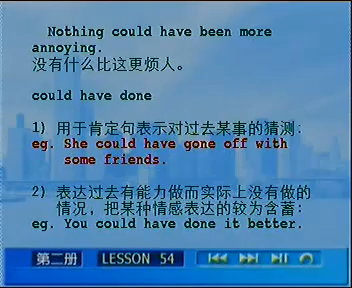 Nothing could have been more
annoying.
没有什么比这更烦人。
could have done
1) 用于肯定句表示对过去某事的猜测:
eg. She could have gone off with
some friends.
2) 表达过去有能力做而实际上没有做的
情况，把某种情感表达的较为含蓄:
eg. You could have done it better.
第二册 LESSON 54